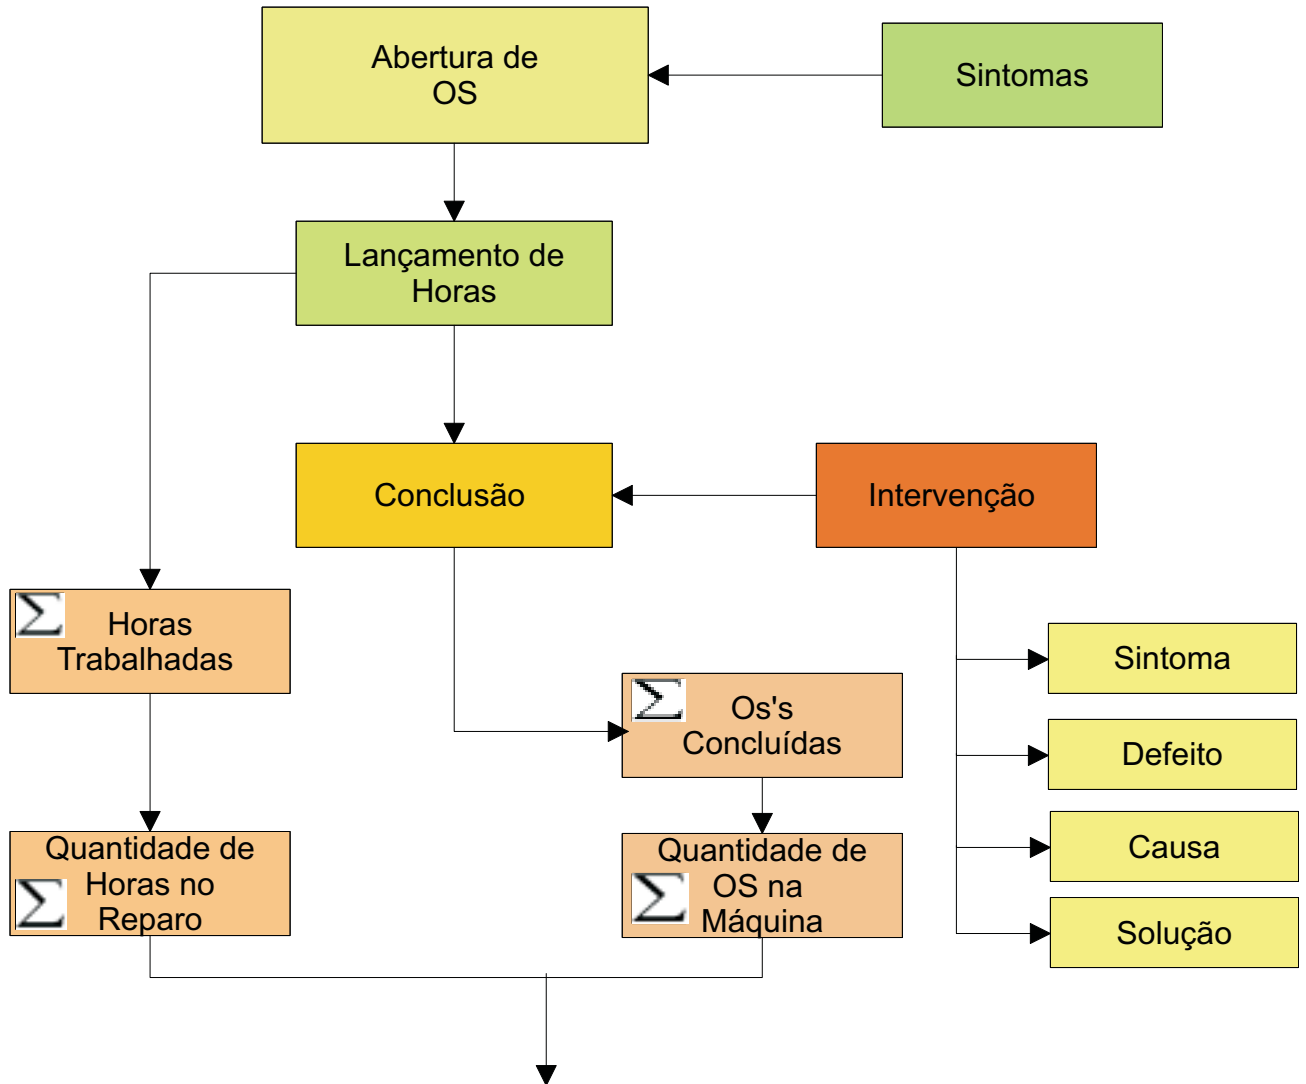 Abertura de
OS
Sintomas
Lançamento de
Horas
Conclusão
Intervenção
Σ
Horas
Trabalhadas
Sintoma
Σ
Os's
Concluídas
Defeito
Quantidade de
Horas no
Reparo
Σ
Quantidade de
OS na
Máquina
Σ
Causa
Solução